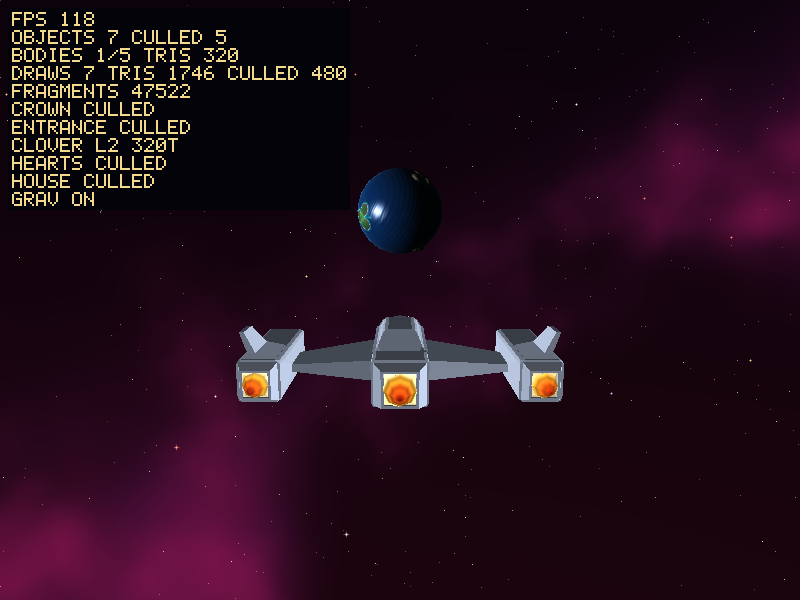 FPS 118
OBJECTS 7 CULLED 5
BODIES 1/5 TRIS 320
DRAWS 7 TRIS 1746 CULLED 480
FRAGMENTS 47522
CROWN CULLED
ENTRANCE CULLED
CLOVER L2 320T
HEARTS CULLED
HOUSE CULLED
GRAV ON